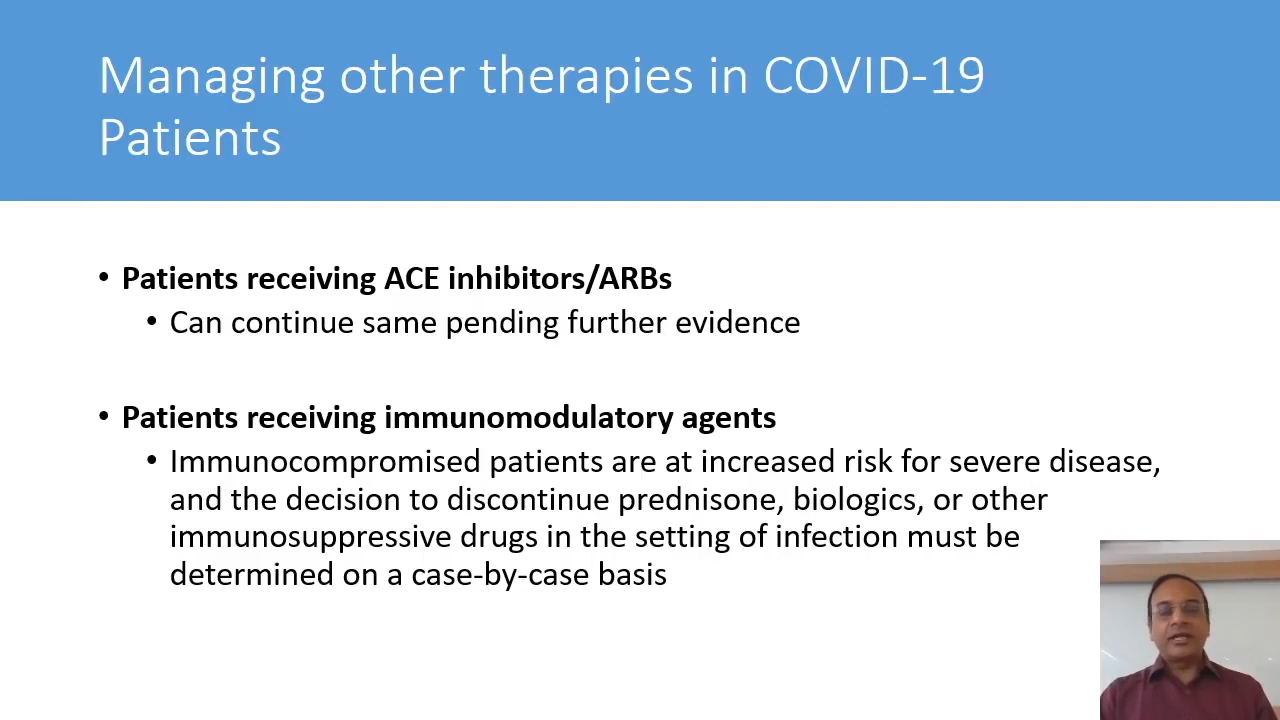 Managing other therapies in COVID-19
Patients
• Patients receiving ACE inhibitors/ARBs
• Can continue same pending further evidence
• Patients receiving immunomodulatory agents
• Immunocompromised patients are at increased risk for severe disease,
and the decision to discontinue prednisone, biologics, or other
immunosuppressive drugs in the setting of infection must be
determined on a case-by-case basis